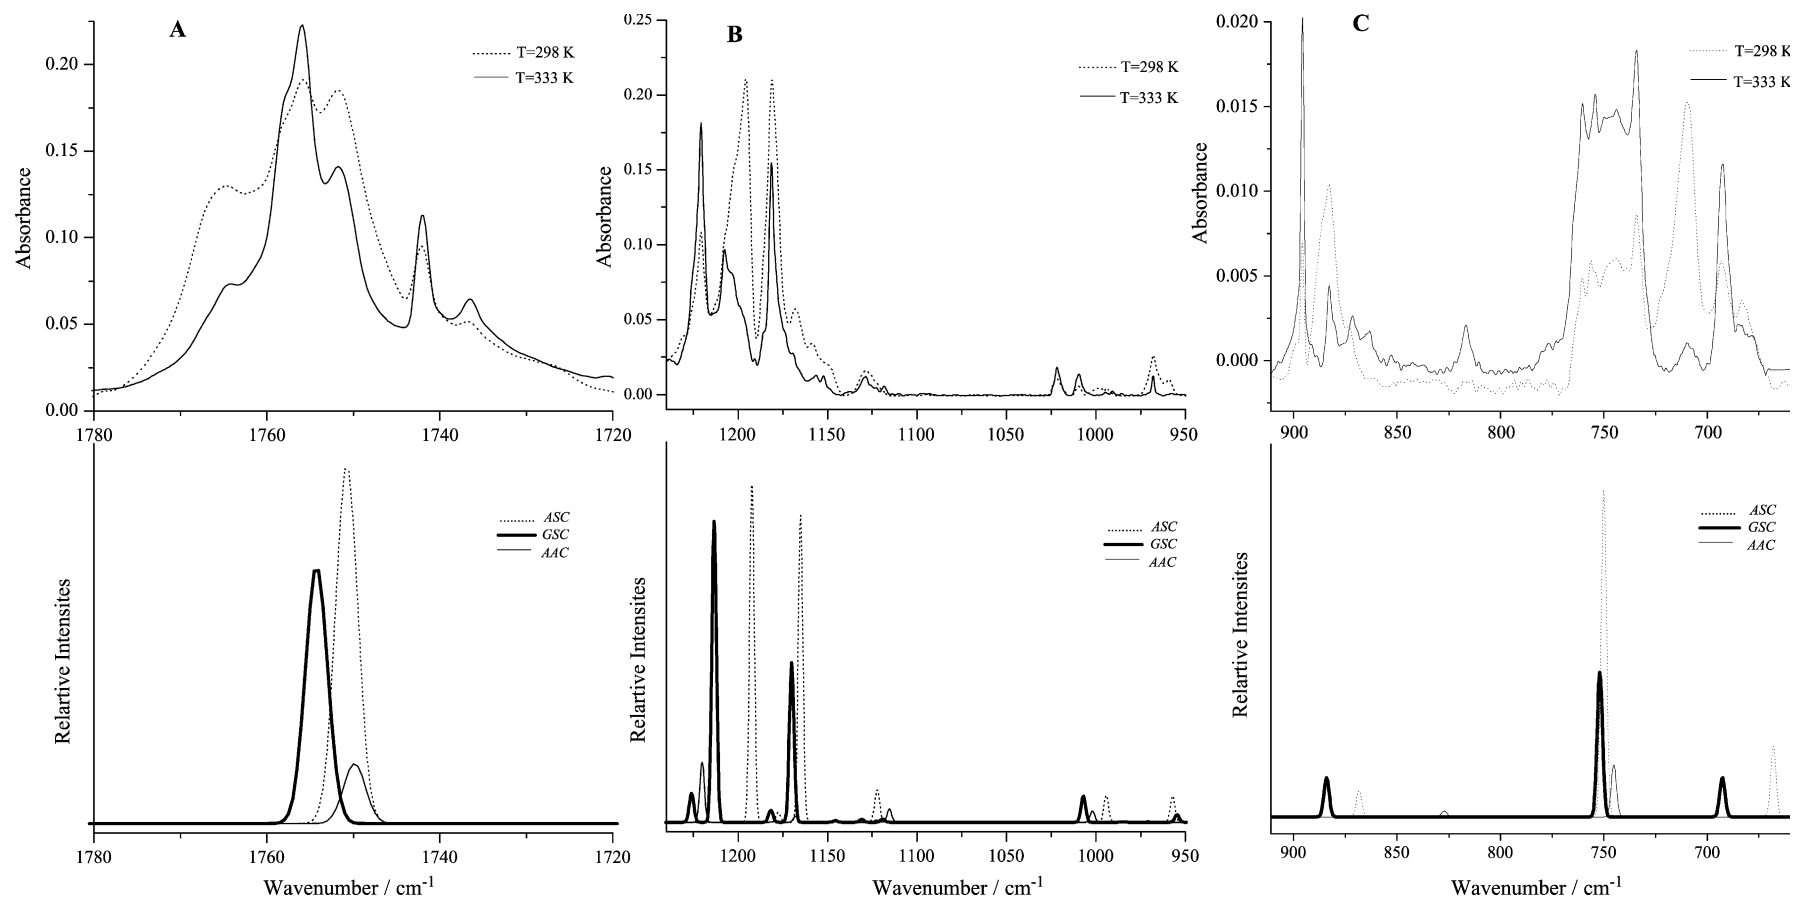 A
T=298 K
T=333 K
Absorbance
0.20
0.15
0.10
0.05
0.00
1780
1760
1740
1720
B
T=298 K
T=333 K
Absorbance
0.25
0.20
0.15
0.10
0.05
0.00
1200
1150
1100
1050
1000
950
C
T=298 K
T=333 K
Absorbance
0.020
0.015
0.010
0.005
0.000
900
850
800
750
700
ASC
GSC
AAC
Relartive Intensites
1780
1760
1740
1720
Wavenumber / cm-1
ASC
GSC
AAC
Relartive Intensites
1200
1150
1100
1050
1000
950
Wavenumber / cm-1
ASC
GSC
AAC
Relartive Intensites
900
850
800
750
700
Wavenumber / cm-1